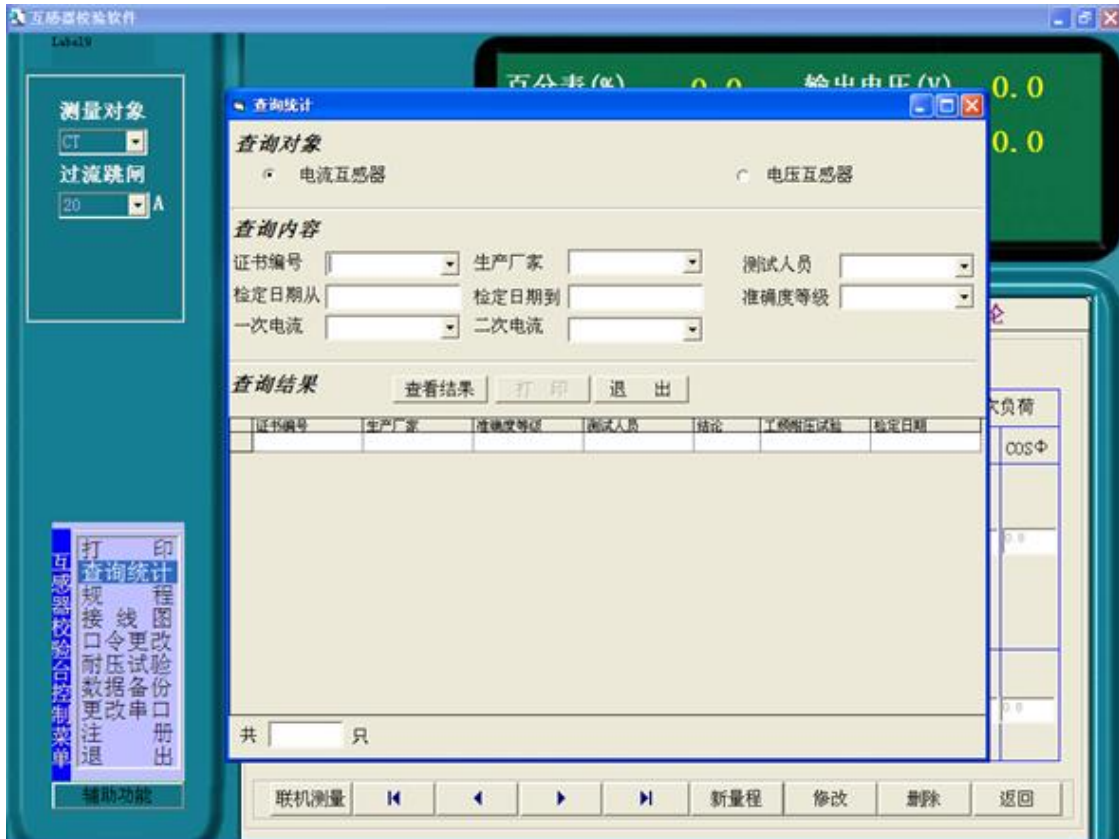 互感器校验软件
Label9
测量对象
CT
过流跳闸
20 A
百分表(%) 0.0 输出电压(V) 0.0
0.0
查询统计
查询对象
电流互感器 电压互感器
查询内容
证书编号 生产厂家 测试人员
检定日期从 检定日期到 准确度等级
一次电流 二次电流
查询结果 查看结果 打 印 退 出
证书编号 生产厂家 准确度等级 测试人员 结论 工频耐压试验 检定日期
共 只
论
次负荷
COSΦ
0.8
0.8
互感器校验台控制菜单
打 印
查询统计
规 程
接 线 图
口令更改
耐压试验
数据备份
更改串口
注 册
退 出
辅助功能
联机测量 新量程 修改 删除 返回